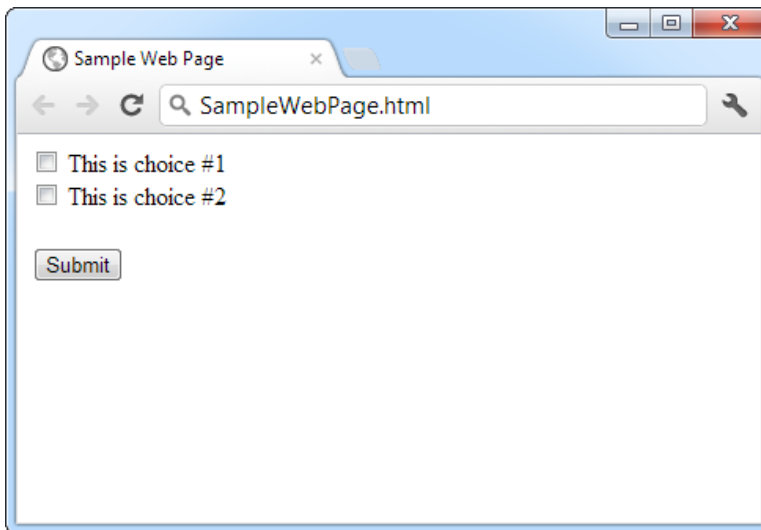 Sample Web Page
SampleWebPage.html
This is choice #1
This is choice #2
Submit